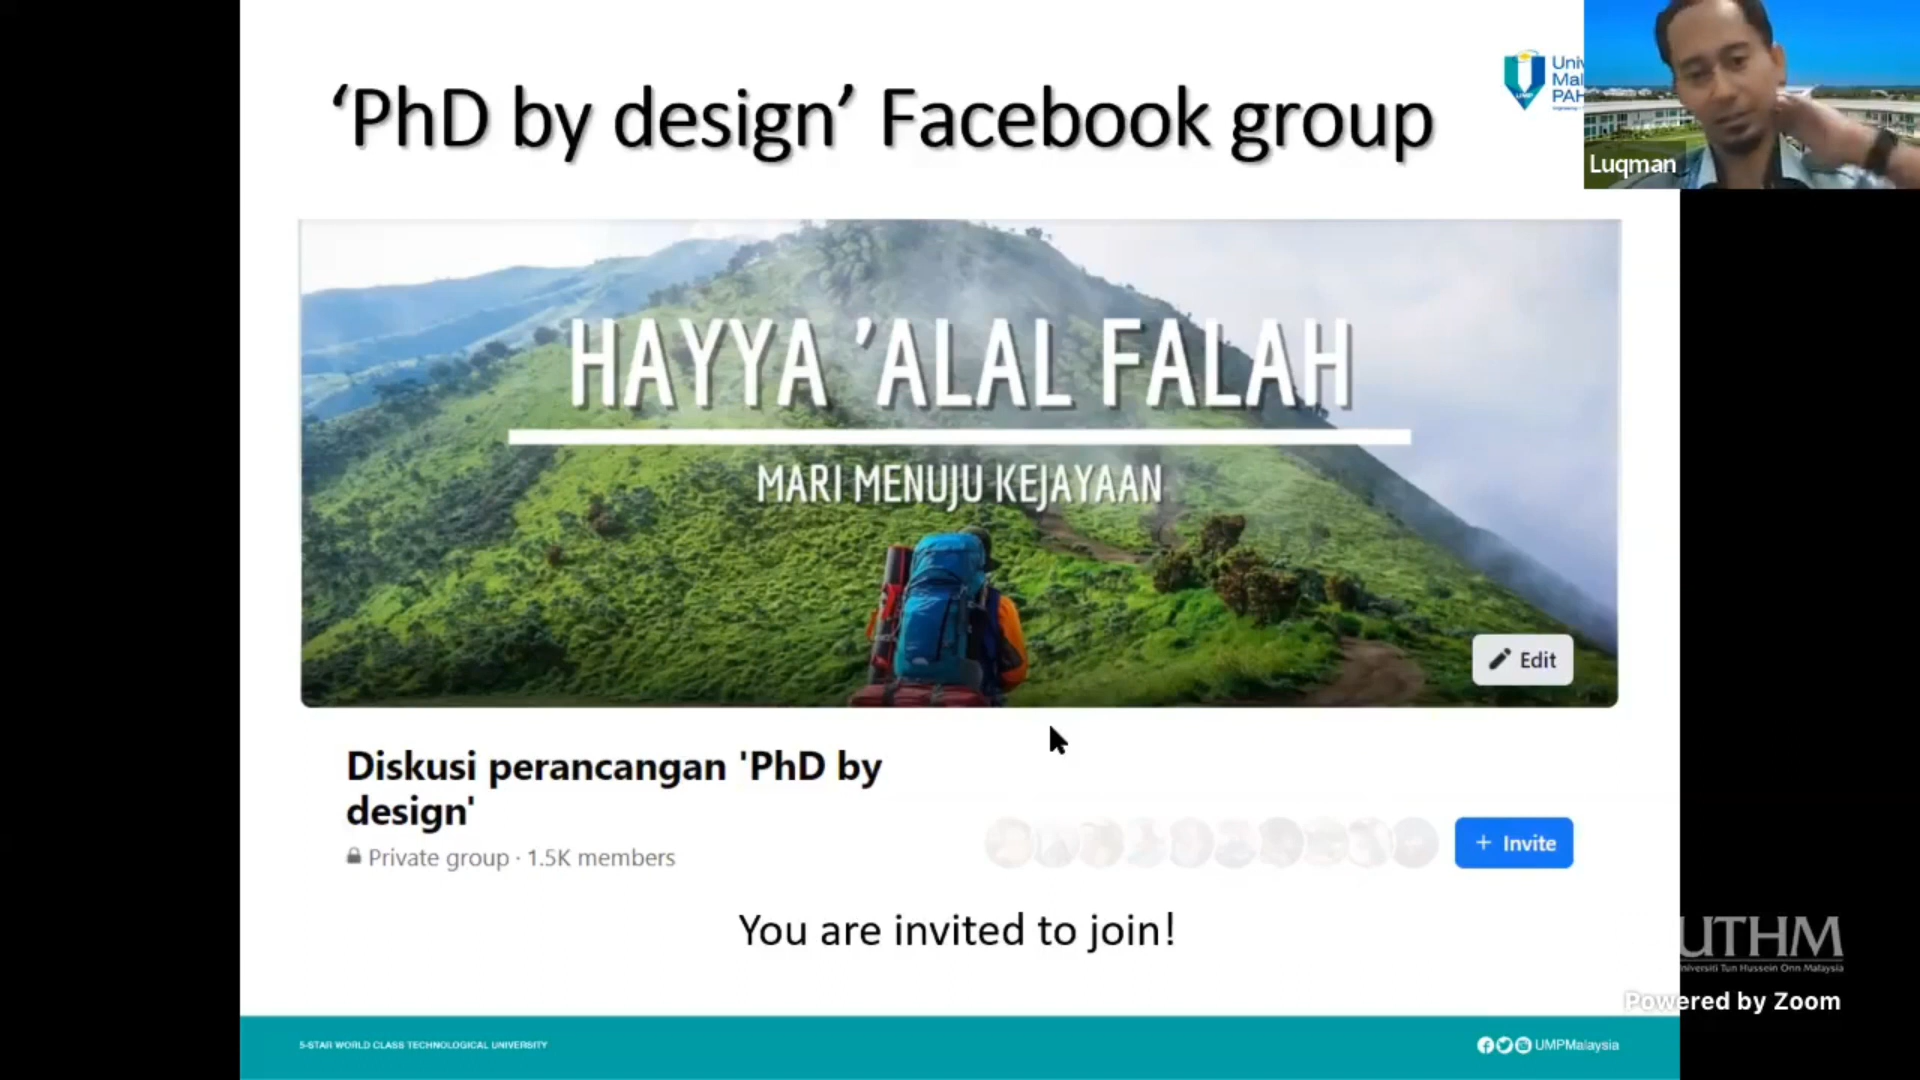 ‘PhD by design’ Facebook group
Luqman
HAYYA ’ALAL FALAH
MARI MENUJU KEJAYAAN
Edit
Diskusi perancangan 'PhD by
design'
Private group · 1.5K members
+ Invite
You are invited to join!
UTHM
Universiti Tun Hussein Onn Malaysia
Powered by Zoom
5-STAR WORLD CLASS TECHNOLOGICAL UNIVERSITY
UMPMalaysia